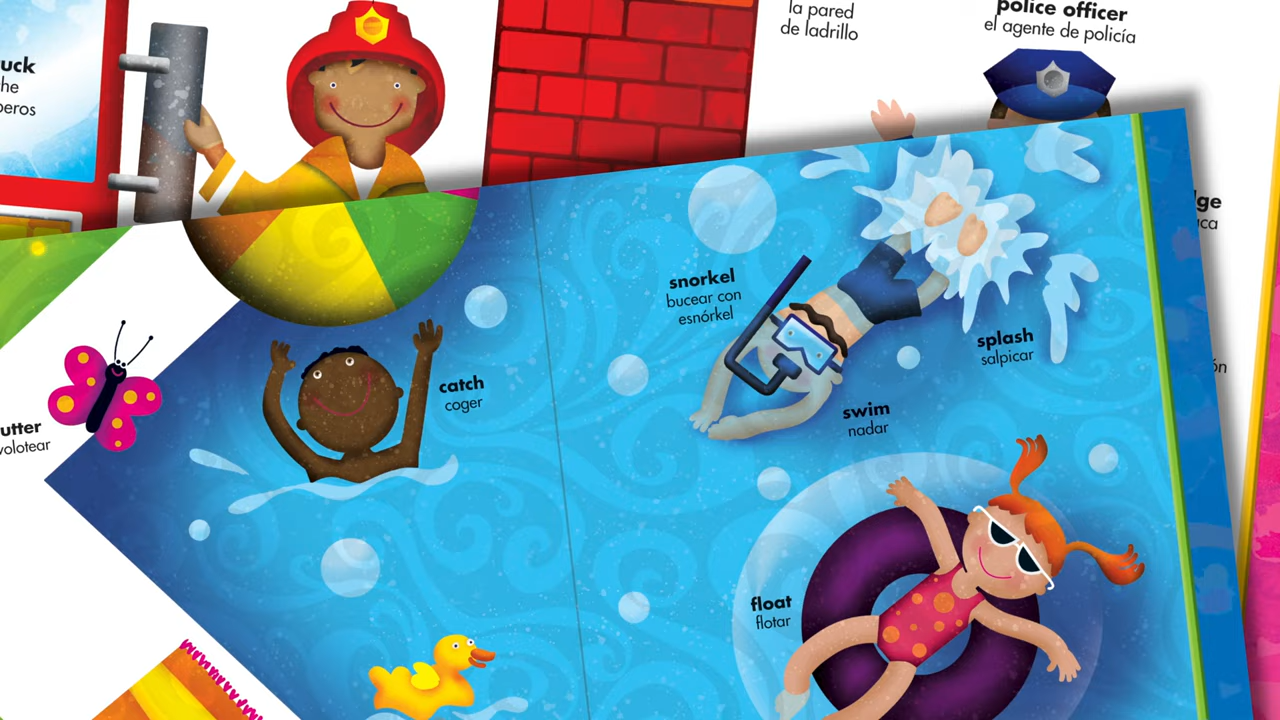 la pared
de ladrillo
police officer
el agente de policía
snorkel
bucear con
esnórkel
splash
salpicar
catch
coger
swim
nadar
float
flotar